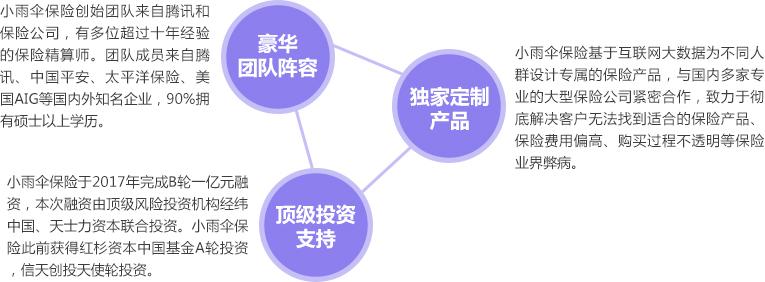 小雨伞保险创始团队来自腾讯和
保险公司，有多位超过十年经验
的保险精算师。团队成员来自腾
讯、中国平安、太平洋保险、美
国AIG等国内外知名企业，90%拥
有硕士以上学历。
豪华
团队阵容
独家定制
产品
小雨伞保险基于互联网大数据为不同人
群设计专属的保险产品，与国内多家专
业的大型保险公司紧密合作，致力于彻
底解决客户无法找到适合的保险产品、
保险费用偏高、购买过程不透明等保险
业界弊病。
小雨伞保险于2017年完成B轮一亿元融
资，本次融资由顶级风险投资机构经纬
中国、天士力资本联合投资。小雨伞保
险此前获得红杉资本中国基金A轮投资
，信天创投天使轮投资。
顶级投资
支持